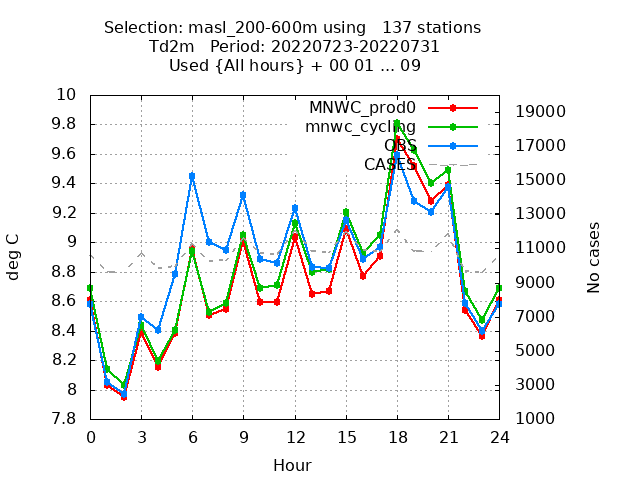 Selection: masl_200-600m using   137 stations
Td2m   Period: 20220723-20220731
Used {All hours} + 00 01 ... 09
MNWC_prod0
mnwc_cycling
OBS
CASES
deg C
10
9.8
9.6
9.4
9.2
9
8.8
8.6
8.4
8.2
8
7.8
19000
17000
15000
13000
11000
9000
7000
5000
3000
1000
No cases
0 3 6 9 12 15 18 21 24
Hour